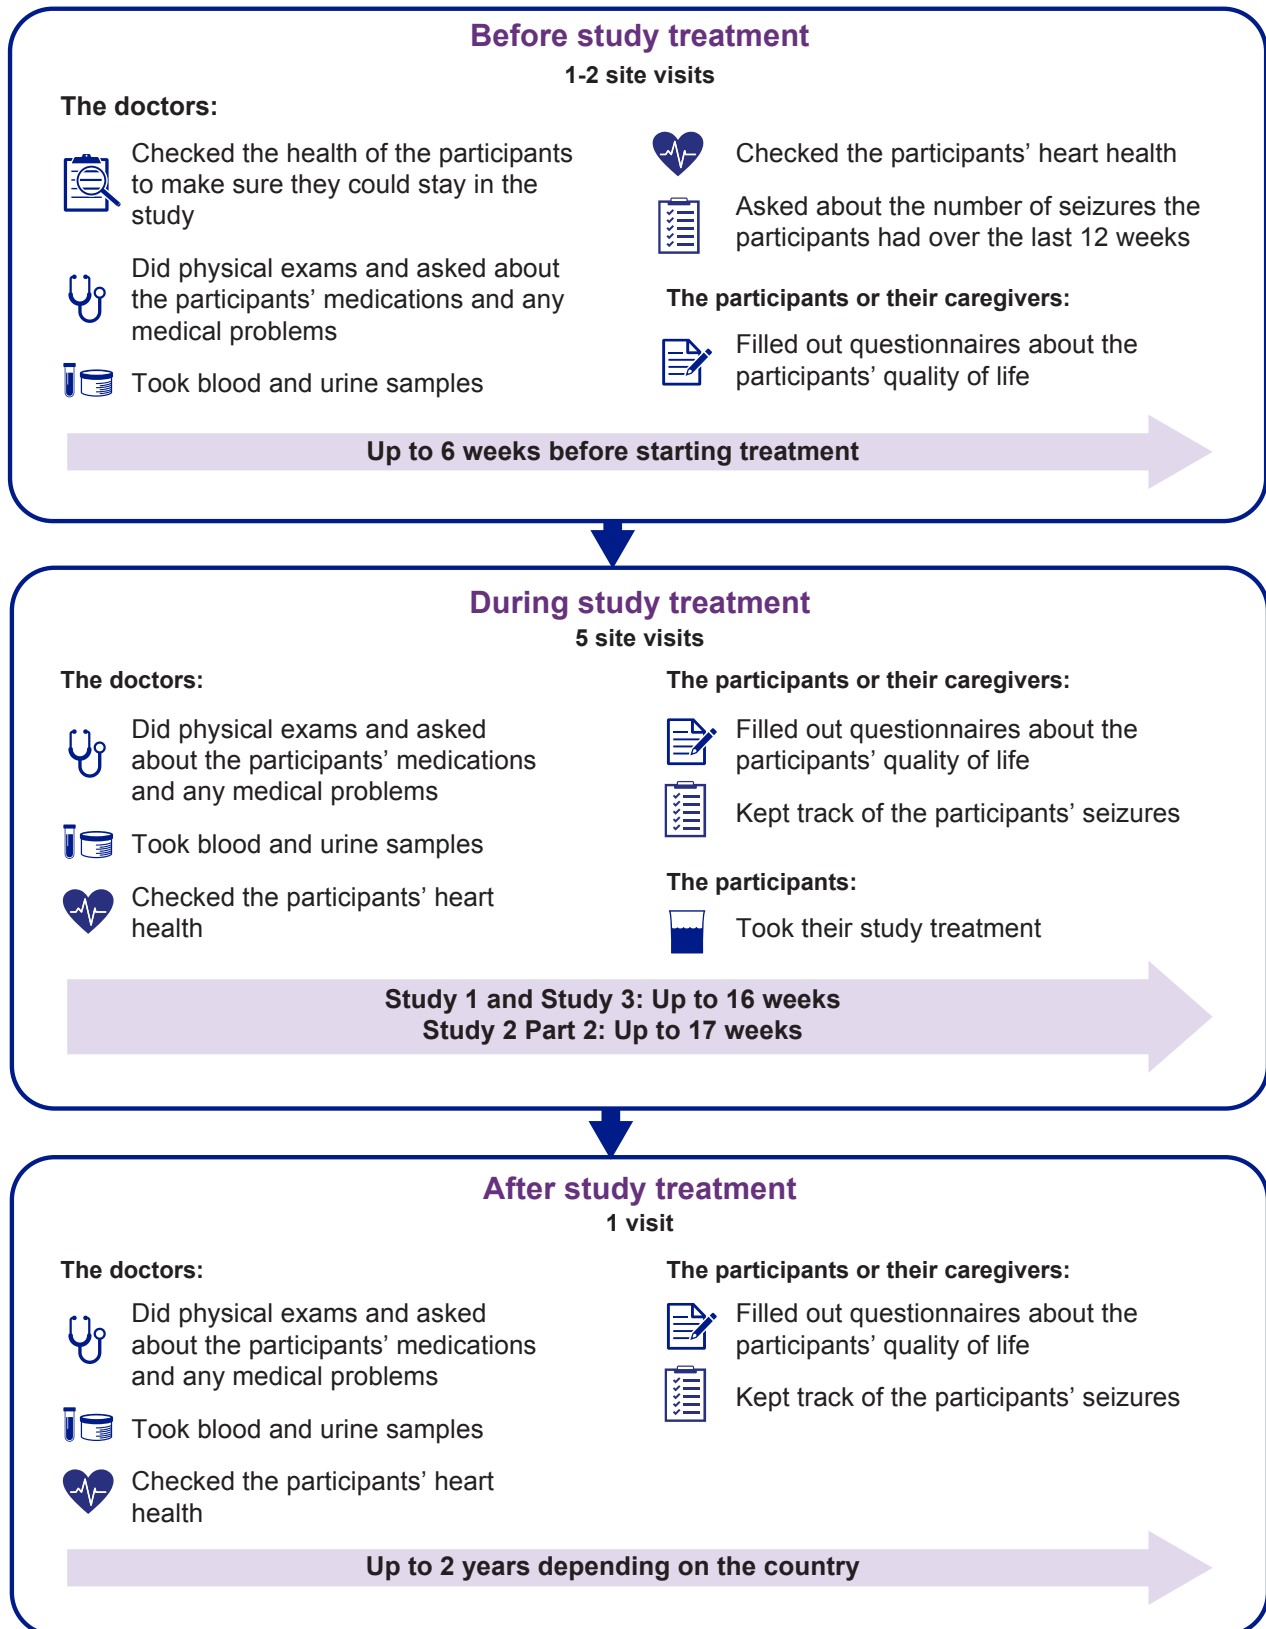 Before study treatment
1-2 site visits
The doctors:
Checked the health of the participants
to make sure they could stay in the
study
Did physical exams and asked about
the participants’ medications and any
medical problems
Took blood and urine samples
Checked the participants’ heart health
Asked about the number of seizures the
participants had over the last 12 weeks
The participants or their caregivers:
Filled out questionnaires about the
participants’ quality of life
Up to 6 weeks before starting treatment
During study treatment
5 site visits
The doctors:
Did physical exams and asked
about the participants’ medications
and any medical problems
Took blood and urine samples
Checked the participants’ heart
health
The participants or their caregivers:
Filled out questionnaires about the
participants’ quality of life
Kept track of the participants’ seizures
The participants:
Took their study treatment
Study 1 and Study 3: Up to 16 weeks
Study 2 Part 2: Up to 17 weeks
After study treatment
1 visit
The doctors:
Did physical exams and asked
about the participants’ medications
and any medical problems
Took blood and urine samples
Checked the participants’ heart
health
The participants or their caregivers:
Filled out questionnaires about the
participants’ quality of life
Kept track of the participants’ seizures
Up to 2 years depending on the country